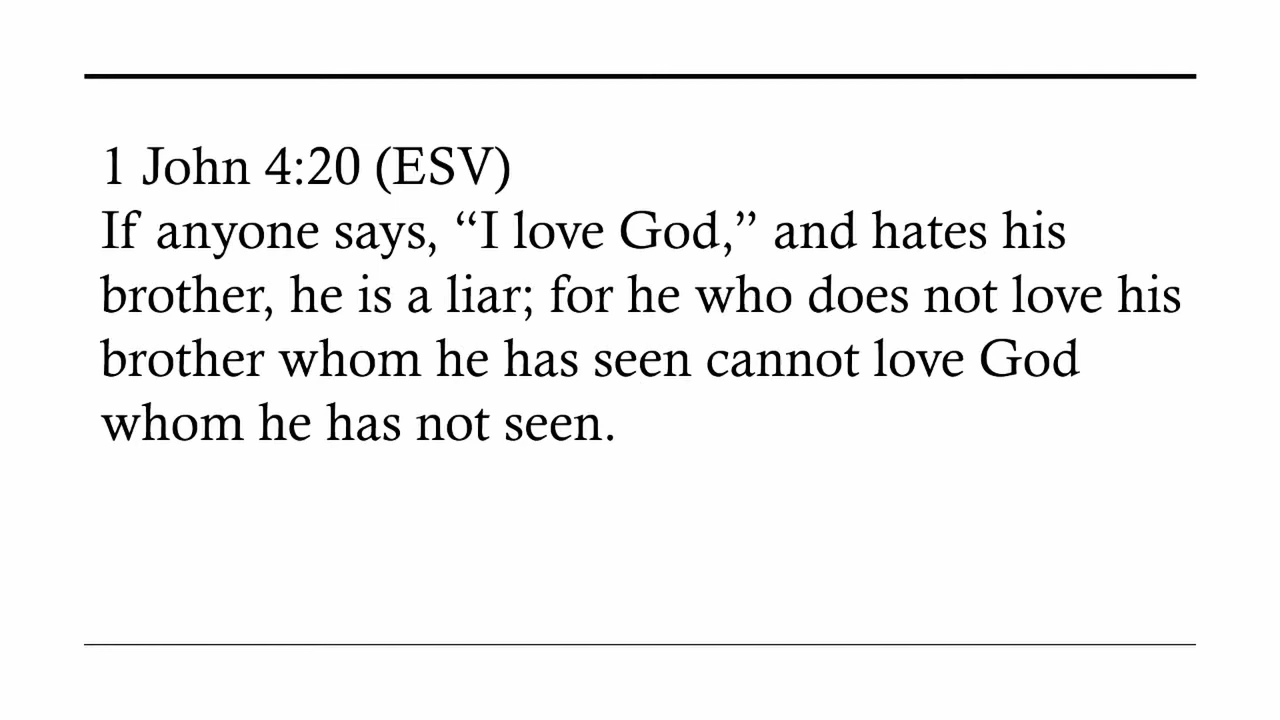 1 John 4:20 (ESV)
If anyone says, “I love God,” and hates his
brother, he is a liar; for he who does not love his
brother whom he has seen cannot love God
whom he has not seen.